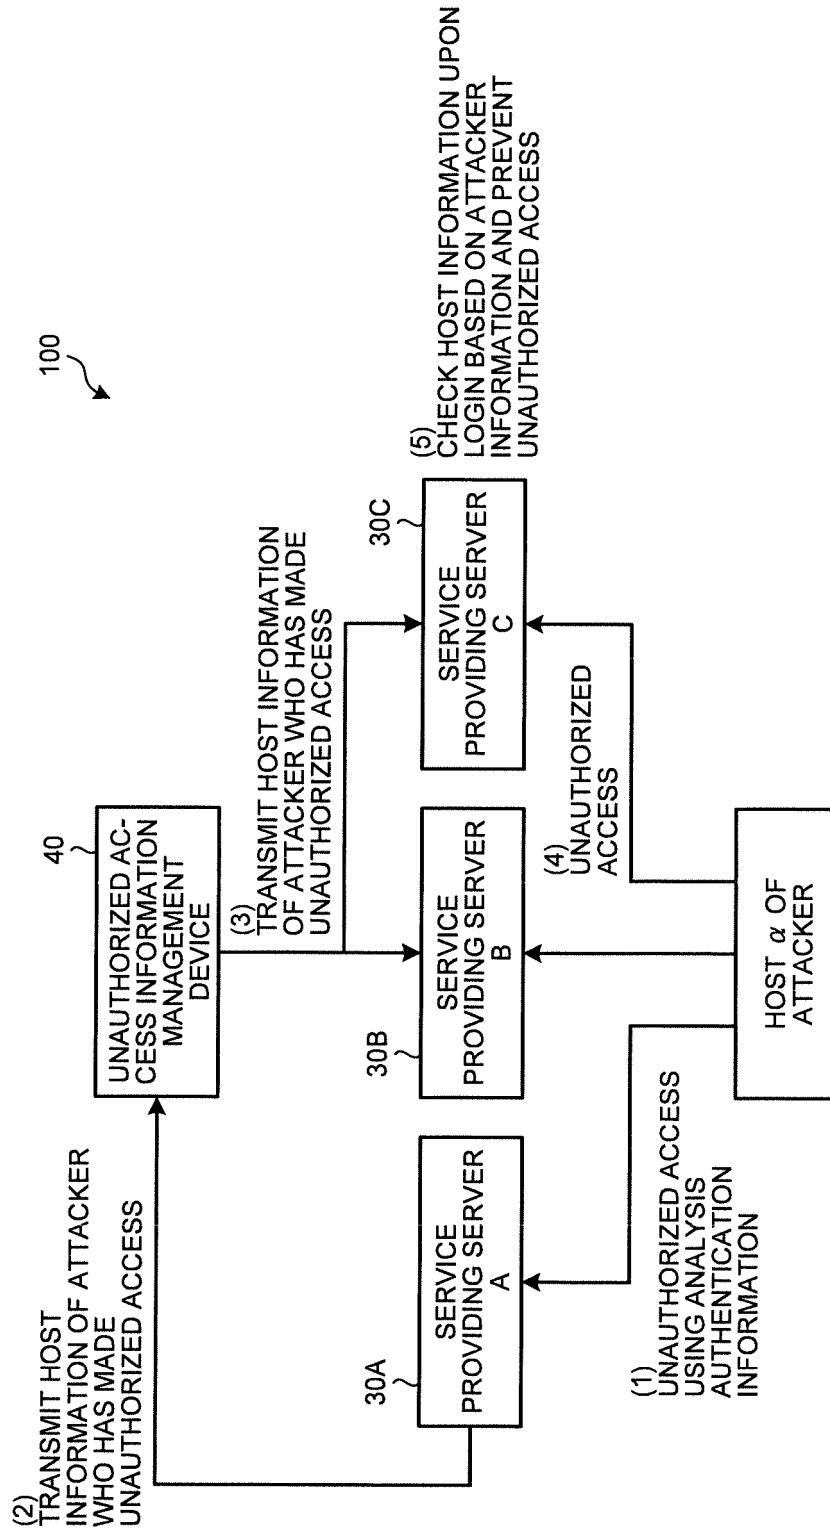 100
(2)
TRANSMIT HOST
INFORMATION OF ATTACKER
WHO HAS MADE
UNAUTHORIZED ACCESS
40
UNAUTHORIZED AC-
CESS INFORMATION
MANAGEMENT
DEVICE
(3)
TRANSMIT HOST INFORMATION
OF ATTACKER WHO HAS MADE
UNAUTHORIZED ACCESS
30A
SERVICE
PROVIDING SERVER
A
30B
SERVICE
PROVIDING SERVER
B
30C
SERVICE
PROVIDING SERVER
C
(5)
CHECK HOST INFORMATION UPON
LOGIN BASED ON ATTACKER
INFORMATION AND PREVENT
UNAUTHORIZED ACCESS
(1)
UNAUTHORIZED ACCESS
USING ANALYSIS
AUTHENTICATION
INFORMATION
(4)
UNAUTHORIZED
ACCESS
HOST α OF
ATTACKER